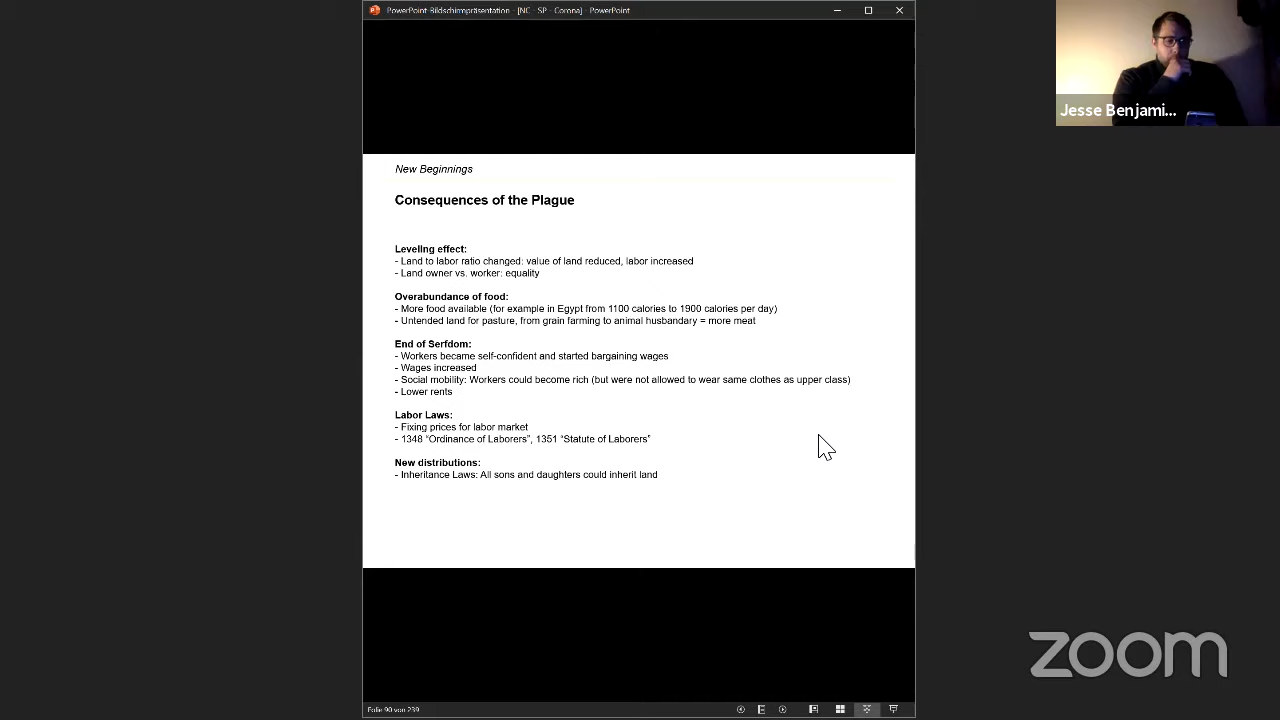 PowerPoint-Bildschirmpräsentation - [NC - SP - Corona] - PowerPoint
Jesse Benjami...
New Beginnings
Consequences of the Plague
Leveling effect:
- Land to labor ratio changed: value of land reduced, labor increased
- Land owner vs. worker: equality
Overabundance of food:
- More food available (for example in Egypt from 1100 calories to 1900 calories per day)
- Untended land for pasture, from grain farming to animal husbandary = more meat
End of Serfdom:
- Workers became self-confident and started bargaining wages
- Wages increased
- Social mobility: Workers could become rich (but were not allowed to wear same clothes as upper class)
- Lower rents
Labor Laws:
- Fixing prices for labor market
- 1348 “Ordinance of Laborers”, 1351 “Statute of Laborers”
New distributions:
- Inheritance Laws: All sons and daughters could inherit land
zoom
Folie 90 von 239